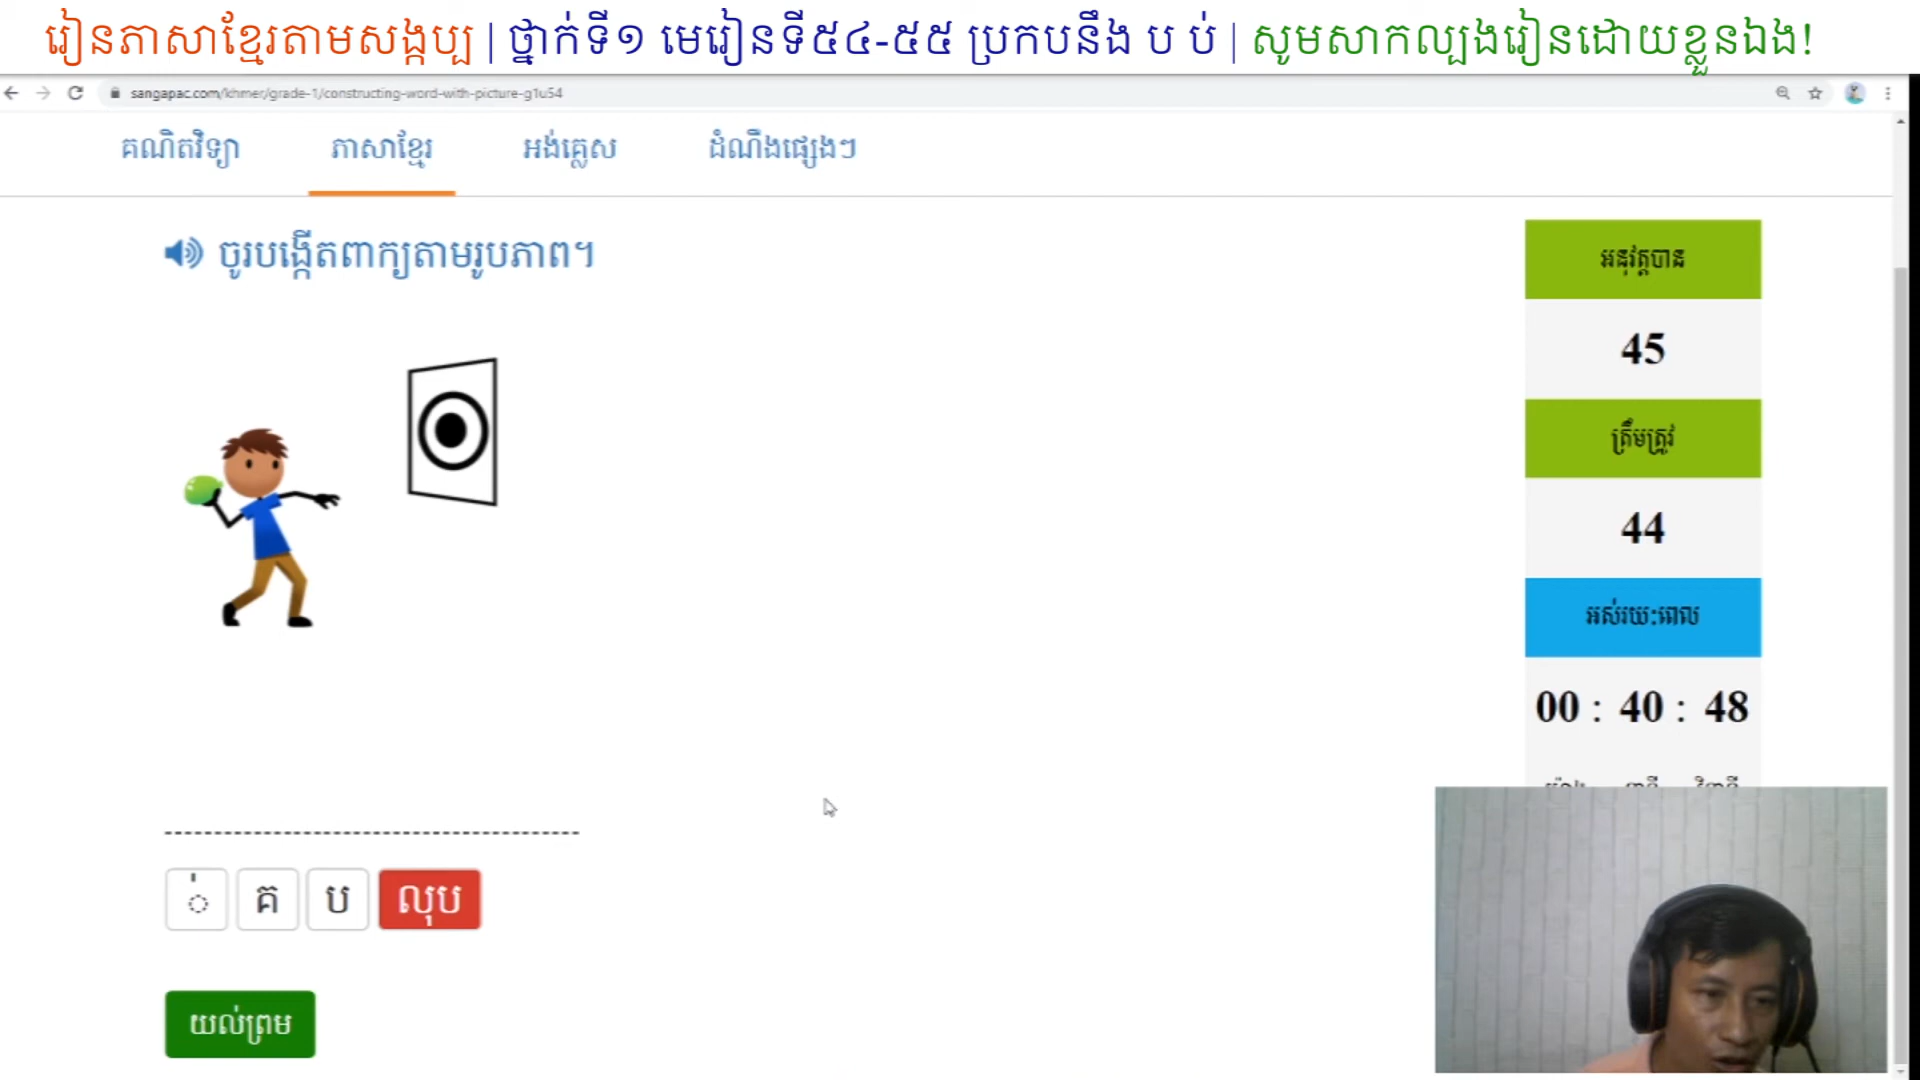 រៀនភាសាខ្មែរតាមសង្កប្ប | ថ្នាក់ទី១ មេរៀនទី៥៤-៥៥ ប្រកបនឹង ប ប់ | សូមសាកល្បងរៀនដោយខ្លួនឯង!
sangapac.com/khmer/grade-1/constructing-word-with-picture-g1u54
គណិតវិទ្យា ភាសាខ្មែរ អង់គ្លេស ដំណឹងផ្សេងៗ
ចូរបង្កើតពាក្យតាមរូបភាព។
អនុវត្តបាន
45
ត្រឹមត្រូវ
44
អស់រយៈពេល
00 : 40 : 48
់ គ ប លុប
យល់ព្រម